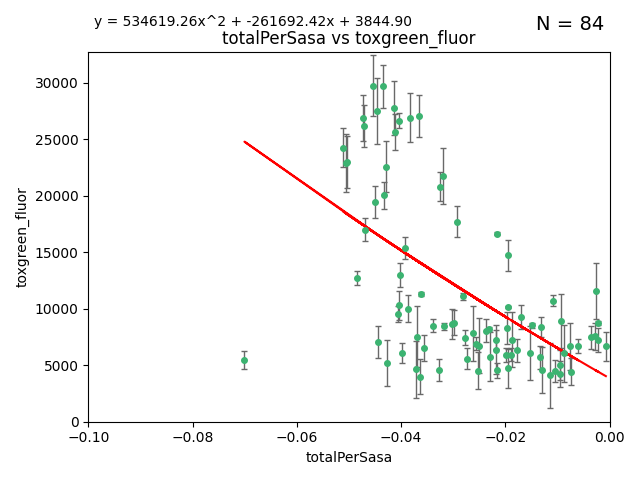 y = 534619.26x^2 + -261692.42x + 3844.90
N = 84
totalPerSasa vs toxgreen_fluor
30000
25000
20000
15000
10000
5000
0
toxgreen_fluor
−0.10 −0.08 −0.06 −0.04 −0.02 0.00
totalPerSasa